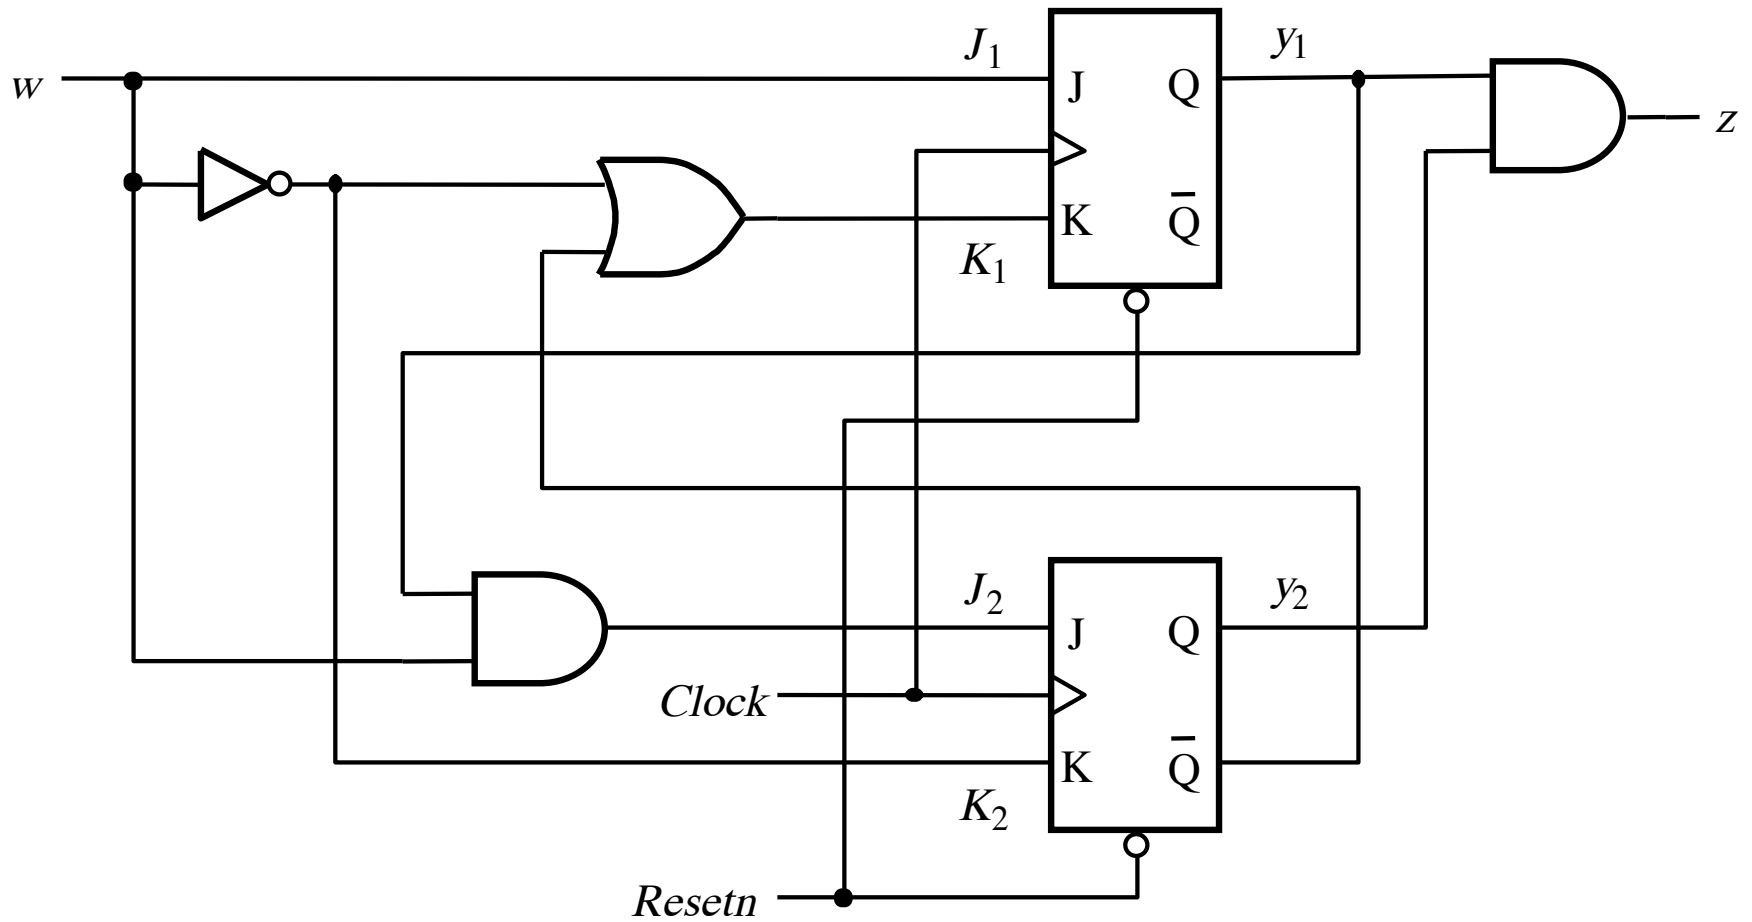 w
J₁
J
Q
y₁
z
K
Q̅
K₁
J₂
J
Q
y₂
Clock
K
Q̅
K₂
Resetn